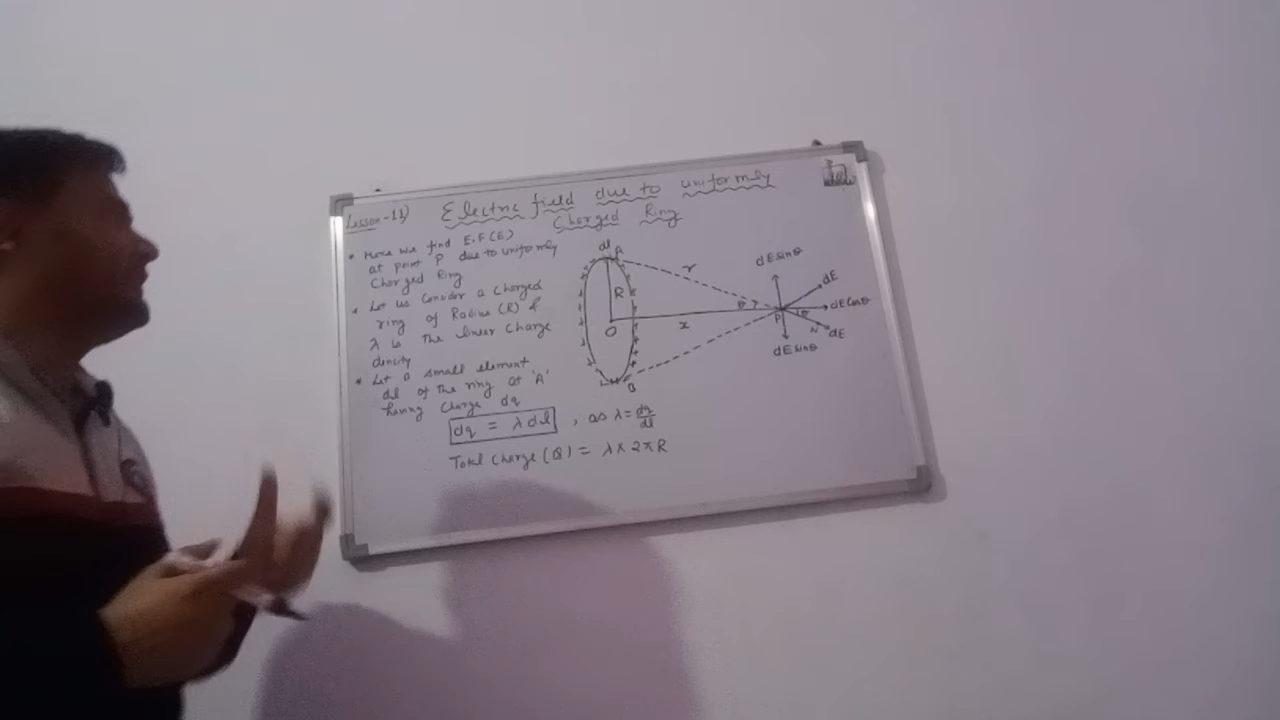 Lesson-11)
Electric field due to uniformly
Charged Ring
• Here we find E.F(E)
at point P due to uniformly
Charged Ring
• Let us consider a Charged
ring of Radius (R) &
λ is the linear Charge
density
• Let a small element
dl of the ring at 'A'
having Charge dq
dq = λ dl , as λ = dq/dl
Total Charge (Q) = λ × 2πR
dl
A
r
R
O
x
θ
P
B
dE sinθ
dE
dE Cosθ
θ
dE
dE sinθ